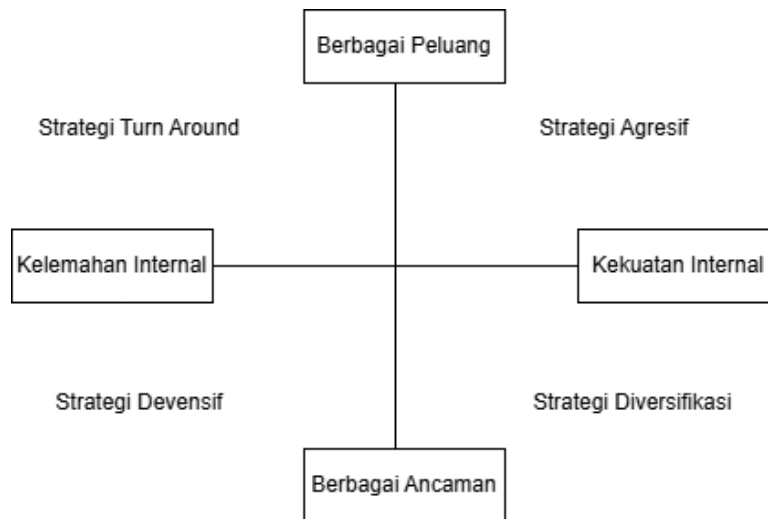 Berbagai Peluang
Strategi Turn Around
Strategi Agresif
Kelemahan Internal
Kekuatan Internal
Strategi Devensif
Strategi Diversifikasi
Berbagai Ancaman